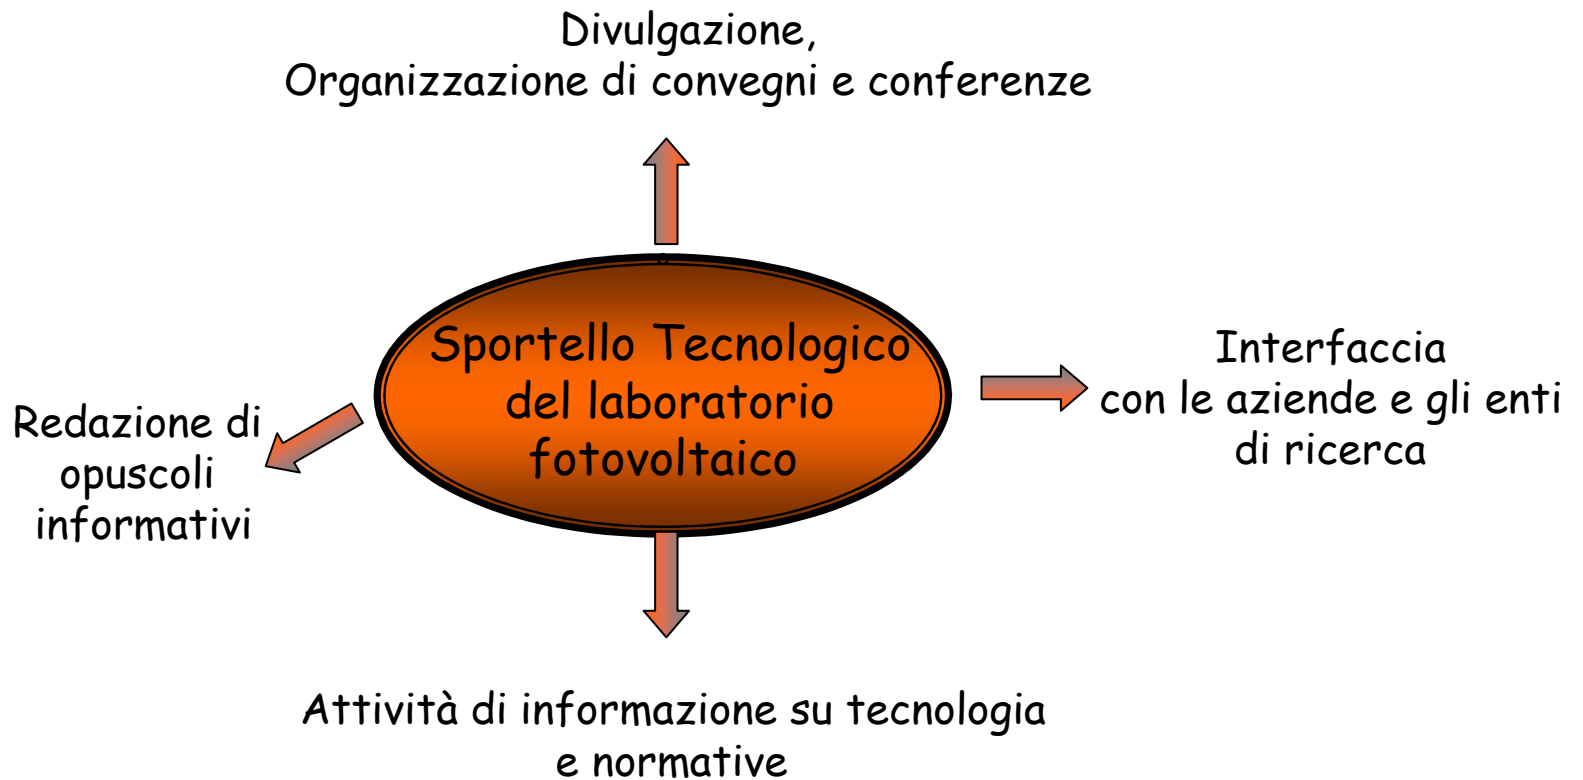 Divulgazione,
Organizzazione di convegni e conferenze
Sportello Tecnologico
del laboratorio
fotovoltaico
Interfaccia
con le aziende e gli enti
di ricerca
Redazione di
opuscoli
informativi
Attività di informazione su tecnologia
e normative